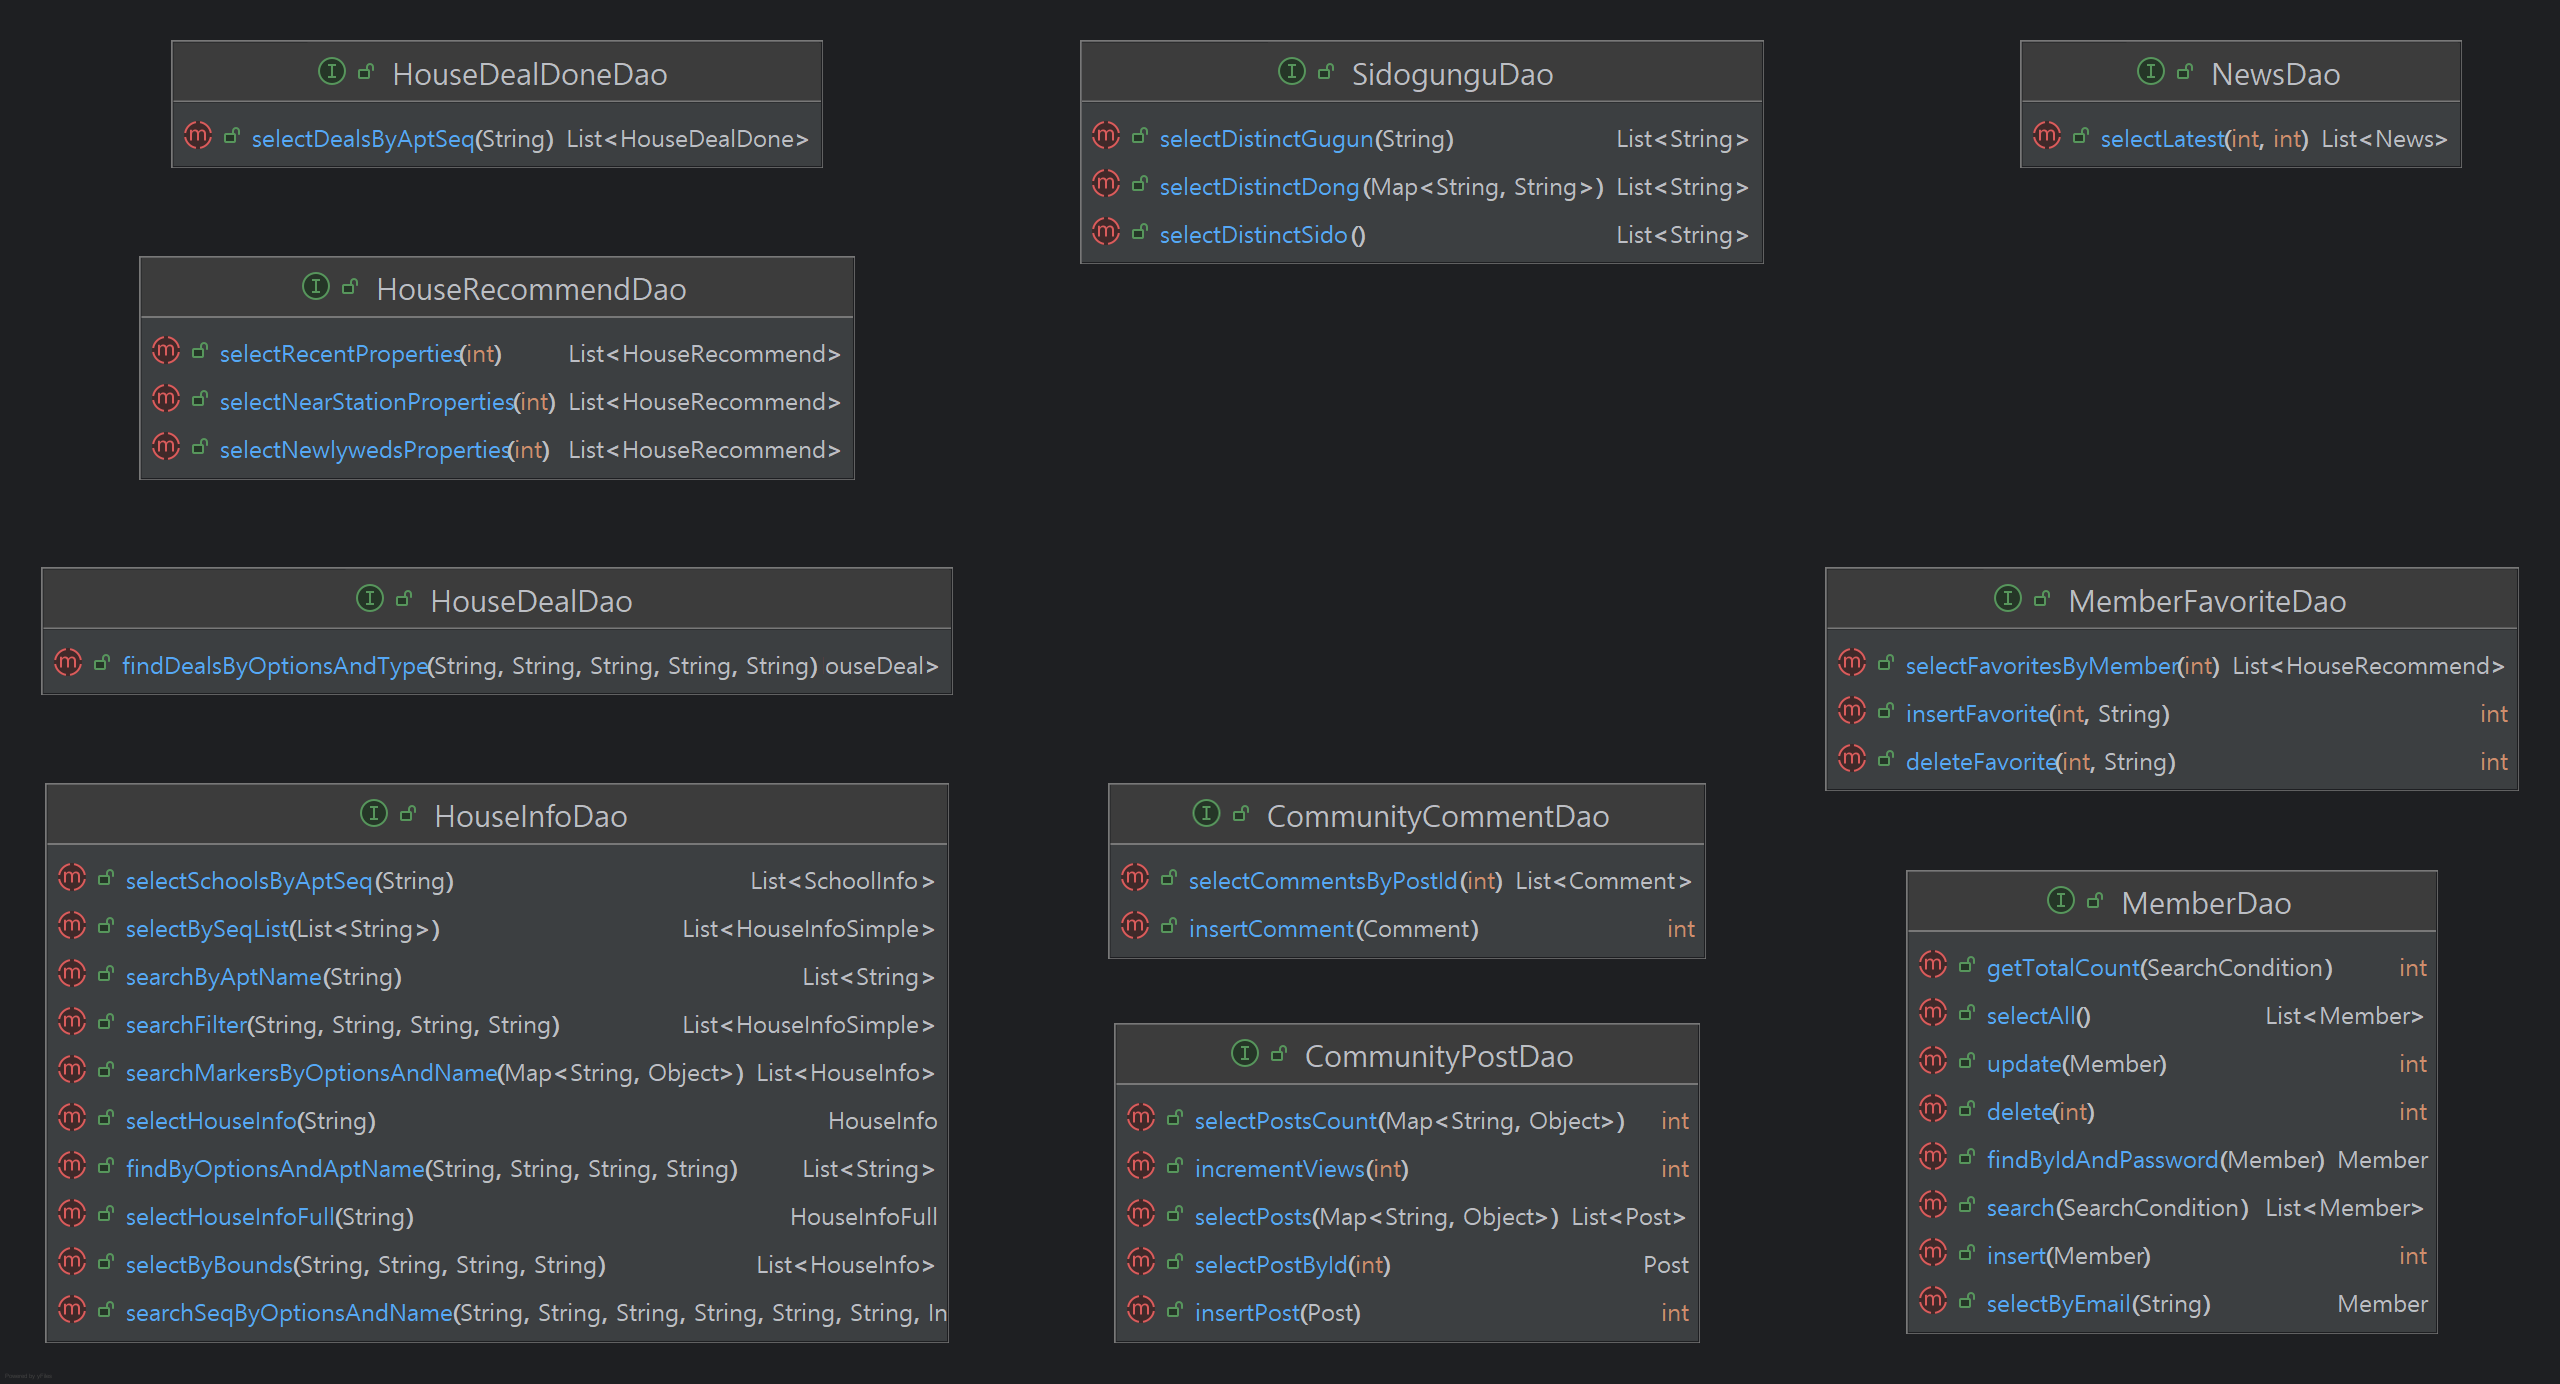 HouseDealDoneDao
selectDealsByAptSeq(String) List<HouseDealDone>
HouseRecommendDao
selectRecentProperties(int) List<HouseRecommend>
selectNearStationProperties(int) List<HouseRecommend>
selectNewlywedsProperties(int) List<HouseRecommend>
HouseDealDao
findDealsByOptionsAndType(String, String, String, String, String) ouseDeal>
HouseInfoDao
selectSchoolsByAptSeq(String) List<SchoolInfo>
selectBySeqList(List<String>) List<HouseInfoSimple>
searchByAptName(String) List<String>
searchFilter(String, String, String, String) List<HouseInfoSimple>
searchMarkersByOptionsAndName(Map<String, Object>) List<HouseInfo>
selectHouseInfo(String) HouseInfo
findByOptionsAndAptName(String, String, String, String) List<String>
selectHouseInfoFull(String) HouseInfoFull
selectByBounds(String, String, String, String) List<HouseInfo>
searchSeqByOptionsAndName(String, String, String, String, String, String, In
SidogunguDao
selectDistinctGugun(String) List<String>
selectDistinctDong(Map<String, String>) List<String>
selectDistinctSido() List<String>
CommunityCommentDao
selectCommentsByPostId(int) List<Comment>
insertComment(Comment) int
CommunityPostDao
selectPostsCount(Map<String, Object>) int
incrementViews(int) int
selectPosts(Map<String, Object>) List<Post>
selectPostById(int) Post
insertPost(Post) int
NewsDao
selectLatest(int, int) List<News>
MemberFavoriteDao
selectFavoritesByMember(int) List<HouseRecommend>
insertFavorite(int, String) int
deleteFavorite(int, String) int
MemberDao
getTotalCount(SearchCondition) int
selectAll() List<Member>
update(Member) int
delete(int) int
findByIdAndPassword(Member) Member
search(SearchCondition) List<Member>
insert(Member) int
selectByEmail(String) Member